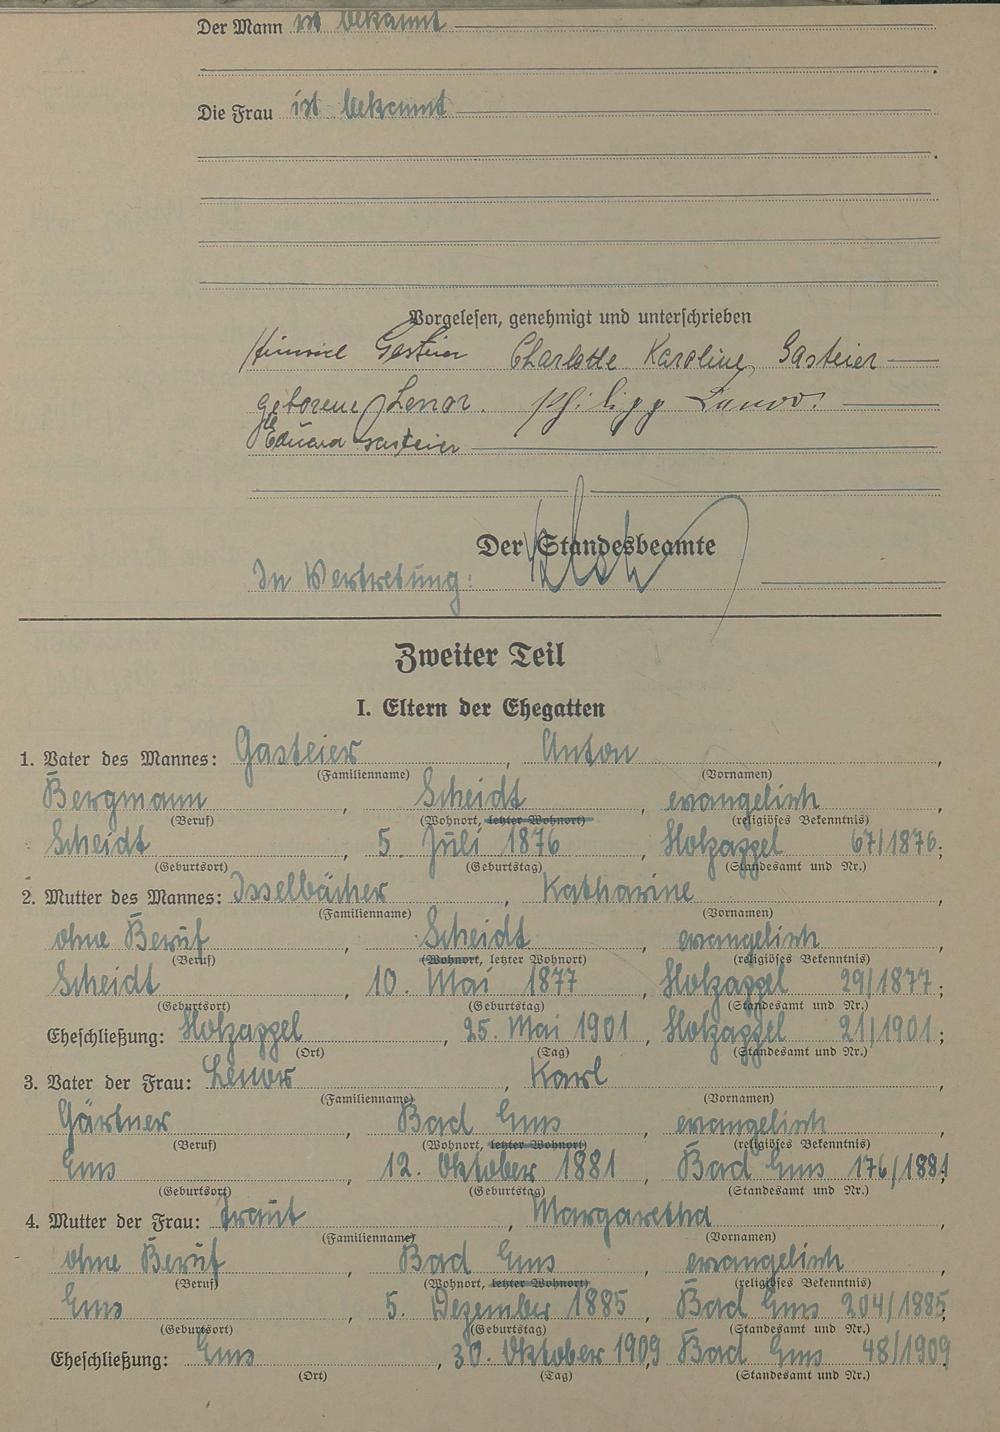 Der Mann ist bekannt
Die Frau ist bekannt
Vorgelesen, genehmigt und unterschrieben
Heinrich Gasteier Charlotte Karoline Gasteier
geborene Lenor. Philipp Lenor.
Eduard Gasteier
Der Standesbeamte
In Vertretung:
Zweiter Teil
I. Eltern der Ehegatten
1. Vater des Mannes: Gasteier, Anton,
(Familienname) (Vornamen)
Bergmann, Scheidt, evangelisch
(Beruf) (Wohnort, letzter Wohnort) (religiöses Bekenntnis)
Scheidt, 5. Juli 1876, Holzappel 67/1876;
(Geburtsort) (Geburtstag) (Standesamt und Nr.)
2. Mutter des Mannes: Isselbächer, Katharine,
(Familienname) (Vornamen)
ohne Beruf, Scheidt, evangelisch
(Beruf) (Wohnort, letzter Wohnort) (religiöses Bekenntnis)
Scheidt, 10. Mai 1877, Holzappel 29/1877;
(Geburtsort) (Geburtstag) (Standesamt und Nr.)
Eheschließung: Holzappel, 25. Mai 1901, Holzappel 21/1901;
(Ort) (Tag) (Standesamt und Nr.)
3. Vater der Frau: Lenor, Karl,
(Familienname) (Vornamen)
Gärtner, Bad Ems, evangelisch,
(Beruf) (Wohnort, letzter Wohnort) (religiöses Bekenntnis)
Ems, 12. Oktober 1881, Bad Ems 176/1881;
(Geburtsort) (Geburtstag) (Standesamt und Nr.)
4. Mutter der Frau: Traut, Margaretha,
(Familienname) (Vornamen)
ohne Beruf, Bad Ems, evangelisch,
(Beruf) (Wohnort, letzter Wohnort) (religiöses Bekenntnis)
Ems, 5. Dezember 1885, Bad Ems 204/1885;
(Geburtsort) (Geburtstag) (Standesamt und Nr.)
Eheschließung: Ems, 30. Oktober 1909, Bad Ems 48/1909
(Ort) (Tag) (Standesamt und Nr.)